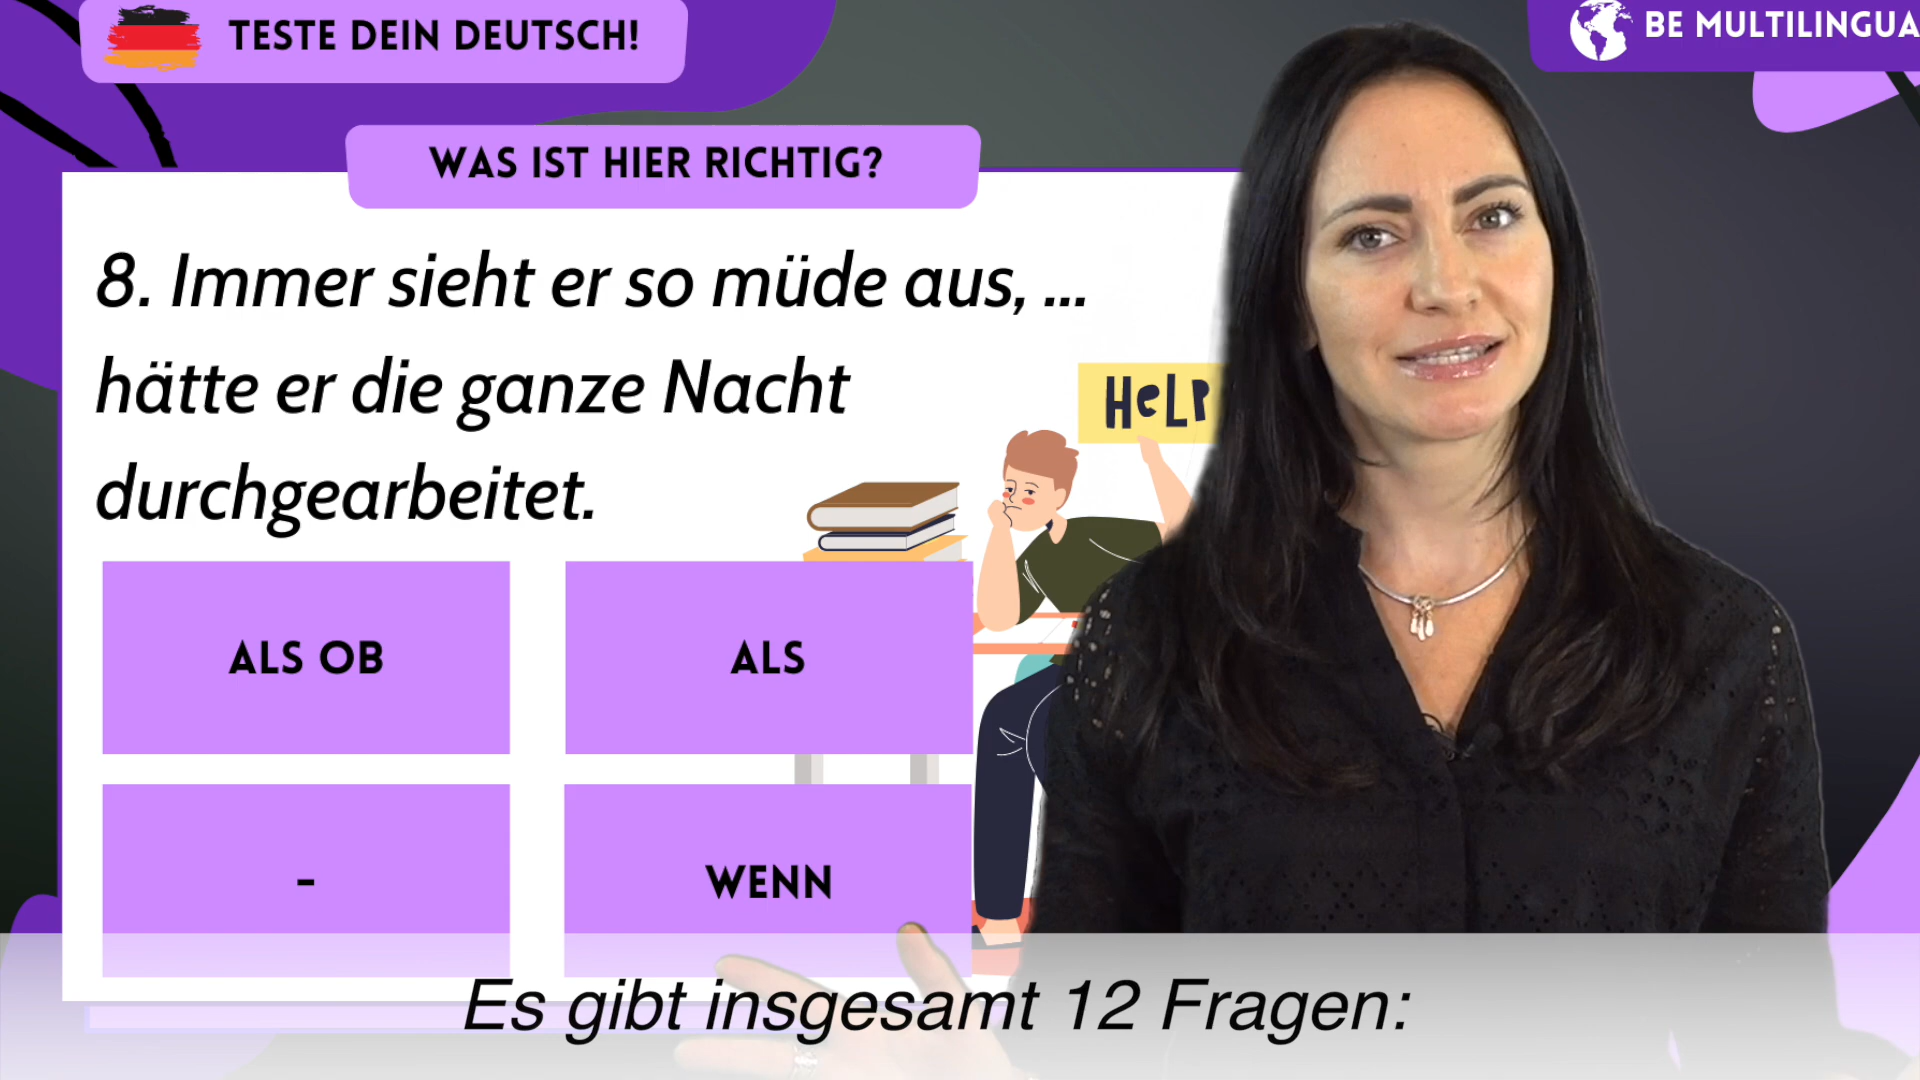 TESTE DEIN DEUTSCH!
BE MULTILINGUA
WAS IST HIER RICHTIG?
8. Immer sieht er so müde aus, ...
hätte er die ganze Nacht
durchgearbeitet.
HeLP
ALS OB
ALS
-
WENN
Es gibt insgesamt 12 Fragen: